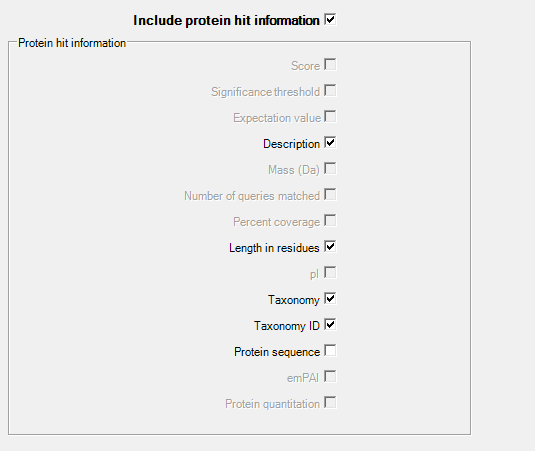 Include protein hit information
Protein hit information
Score
Significance threshold
Expectation value
Description
Mass (Da)
Number of queries matched
Percent coverage
Length in residues
pI
Taxonomy
Taxonomy ID
Protein sequence
emPAI
Protein quantitation